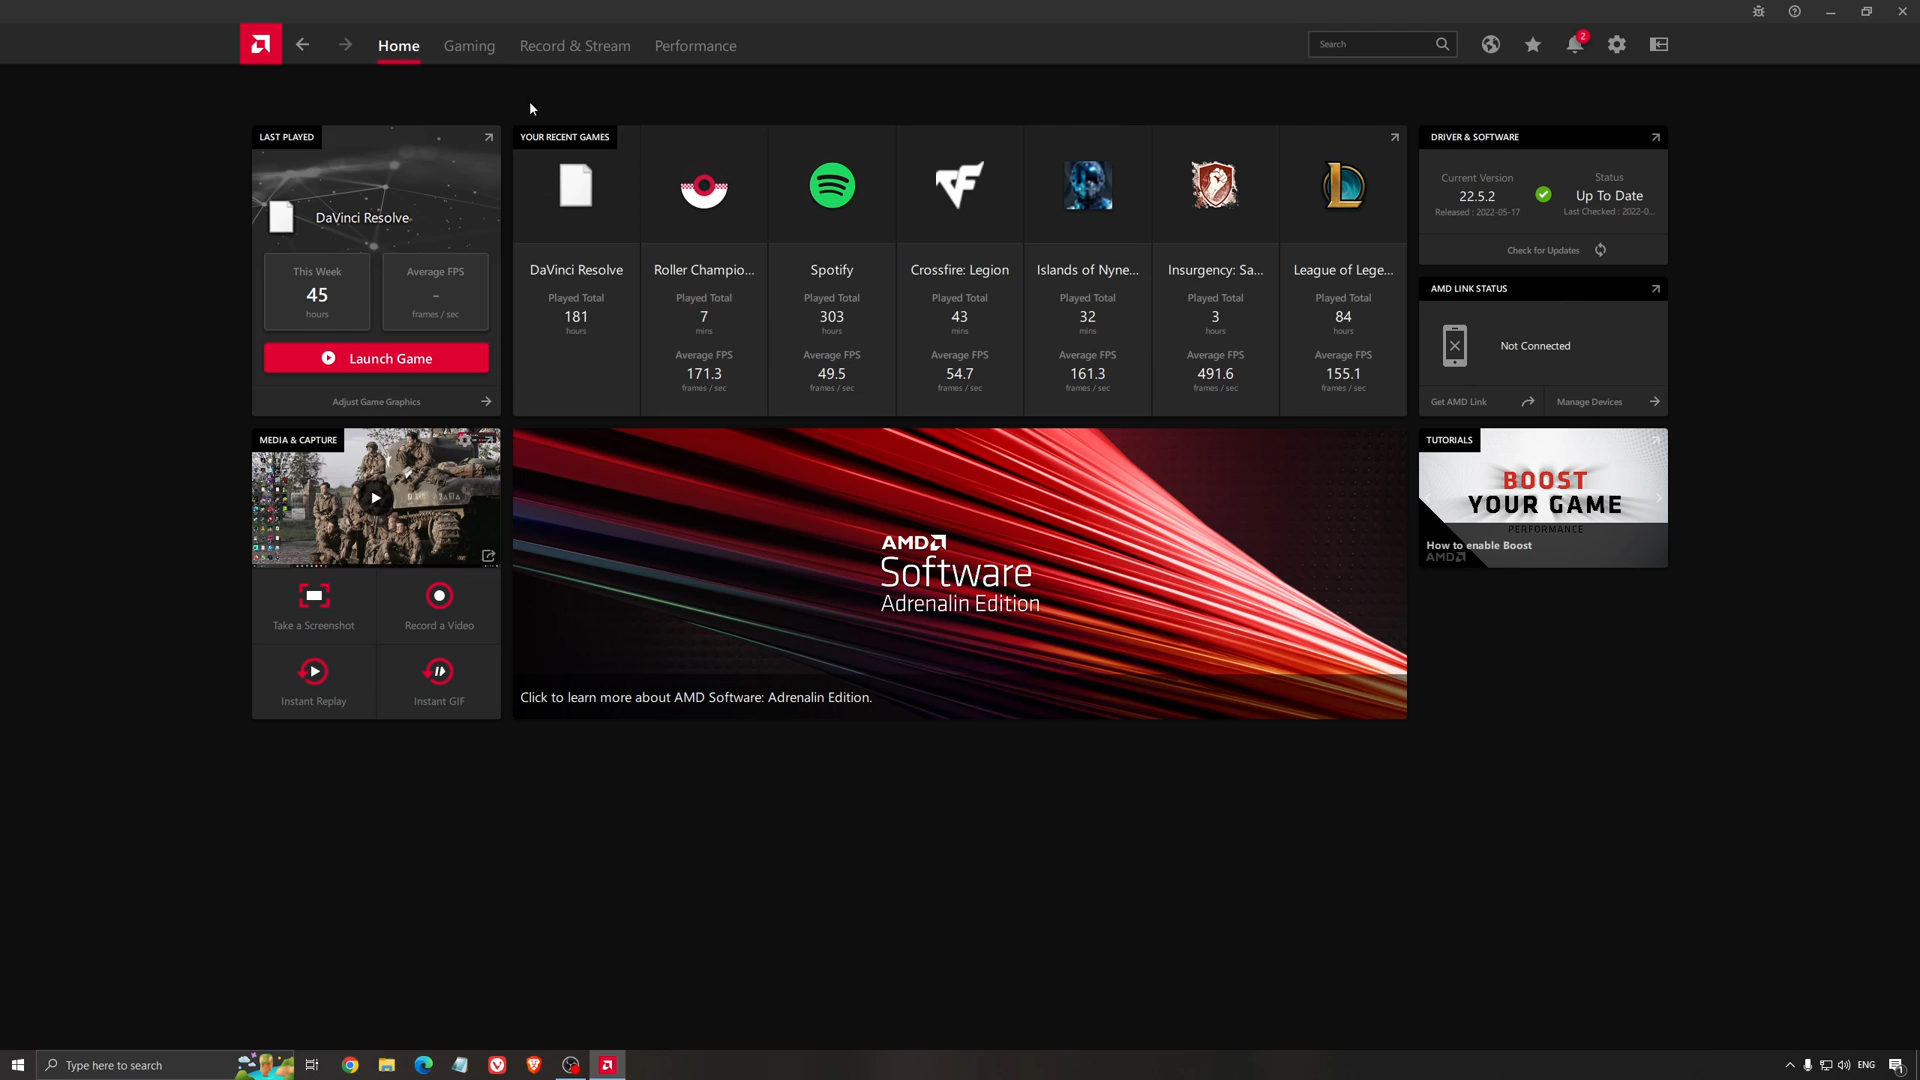 Home
Gaming
Record & Stream
Performance
Search
2
LAST PLAYED
DaVinci Resolve
This Week
45
hours
Average FPS
–
frames / sec
Launch Game
Adjust Game Graphics
YOUR RECENT GAMES
DaVinci Resolve
Played Total
181
hours
Roller Champio...
Played Total
7
mins
Average FPS
171.3
frames / sec
Spotify
Played Total
303
hours
Average FPS
49.5
frames / sec
Crossfire: Legion
Played Total
43
mins
Average FPS
54.7
frames / sec
Islands of Nyne...
Played Total
32
mins
Average FPS
161.3
frames / sec
Insurgency: Sa...
Played Total
3
hours
Average FPS
491.6
frames / sec
League of Lege...
Played Total
84
hours
Average FPS
155.1
frames / sec
DRIVER & SOFTWARE
Current Version
22.5.2
Released : 2022-05-17
Status
Up To Date
Last Checked : 2022-0...
Check for Updates
AMD LINK STATUS
Not Connected
Get AMD Link
Manage Devices
MEDIA & CAPTURE
Take a Screenshot
Record a Video
Instant Replay
Instant GIF
AMD
Software
Adrenalin Edition
Click to learn more about AMD Software: Adrenalin Edition.
TUTORIALS
BOOST
YOUR GAME
PERFORMANCE
How to enable Boost
AMD
Type here to search
ENG
1